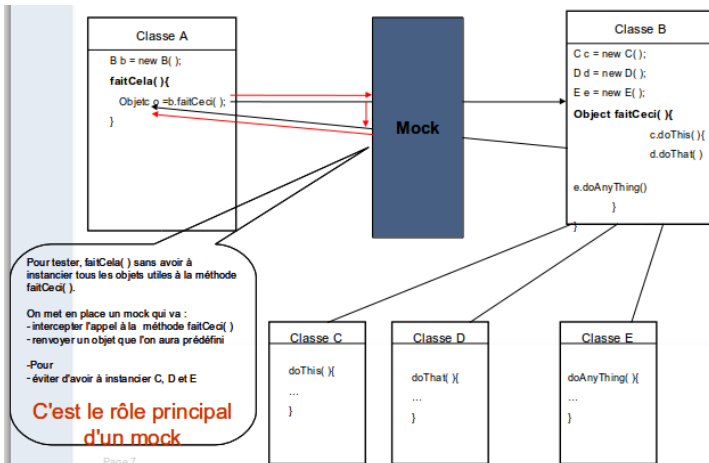 Classe A
B b = new B( );
faitCela( ){
Objetc o =b.faitCeci( );
}
Mock
Classe B
C c = new C( );
D d = new D( );
E e = new E( );
Object faitCeci( ){
c.doThis( ){
d.doThat( )
e.doAnyThing()
}
}
Pour tester, faitCela( ) sans avoir à
instancier tous les objets utiles à la méthode
faitCeci( ).
On met en place un mock qui va :
- intercepter l'appel à la méthode faitCeci( )
- renvoyer un objet que l'on aura prédéfini
-Pour
- éviter d'avoir à instancier C, D et E
C'est le rôle principal
d'un mock
Classe C
doThis( ){
...
}
Classe D
doThat( ){
...
}
Classe E
doAnyThing( ){
...
}
Page 7